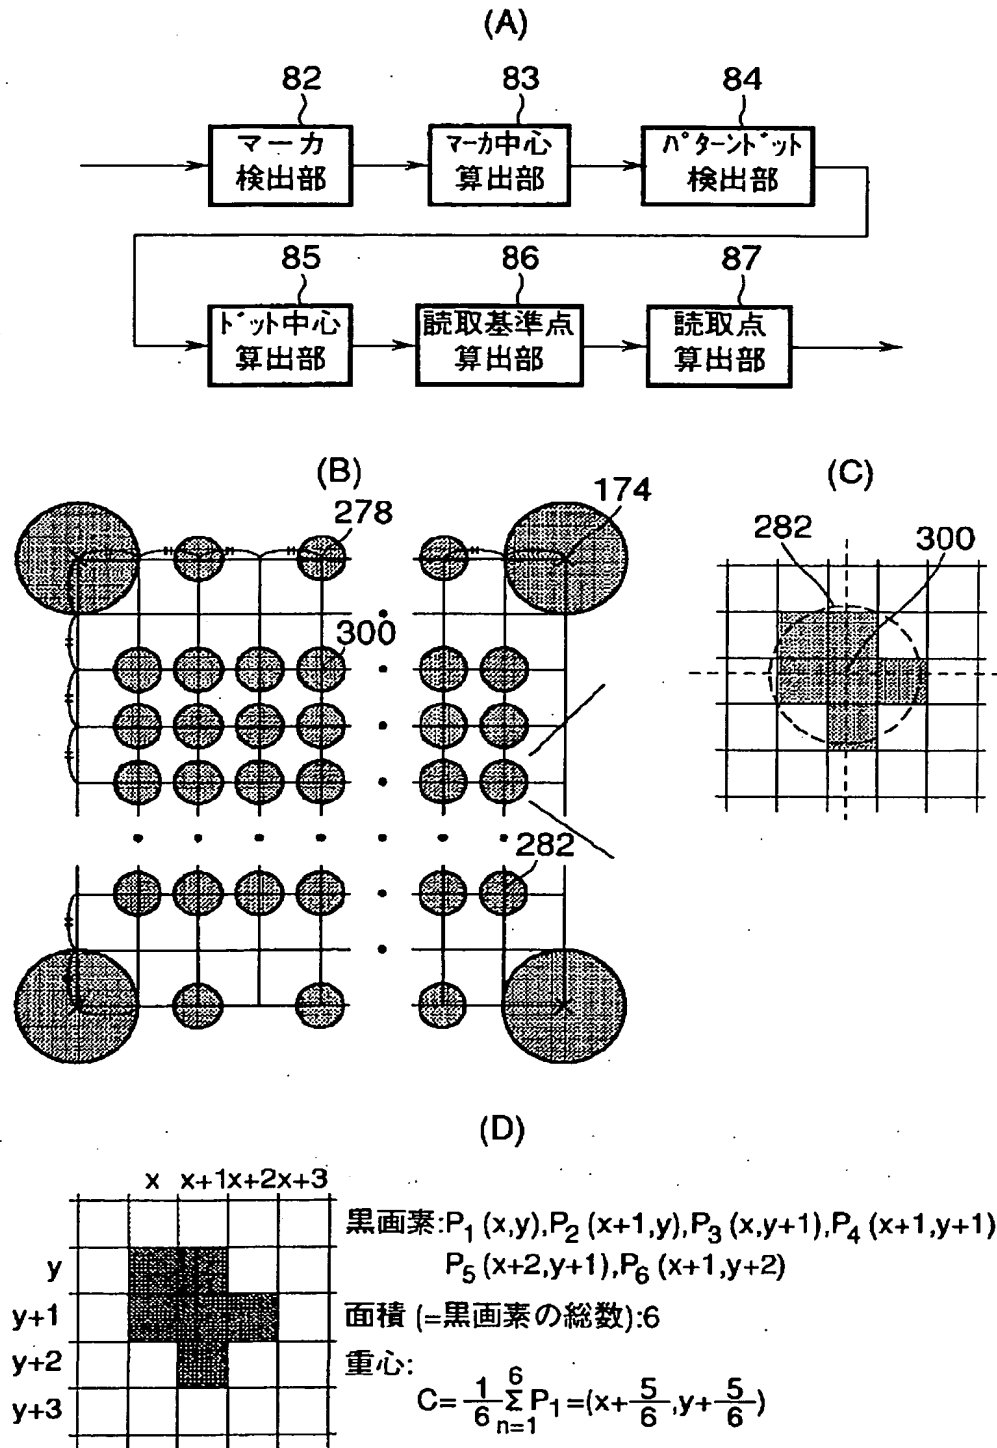 (A)
82 83 84
マーカ検出部
マーカ中心算出部
パターンドット検出部
85 86 87
ドット中心算出部
読取基準点算出部
読取点算出部
(B)
278
174
300
282
(C)
282
300
(D)
x x+1 x+2 x+3
y
y+1
y+2
y+3
黒画素:P₁(x,y),P₂(x+1,y),P₃(x,y+1),P₄(x+1,y+1)
P₅(x+2,y+1),P₆(x+1,y+2)
面積(=黒画素の総数):6
重心:
C=1/6 Σ[n=1→6] P₁=(x+5/6,y+5/6)